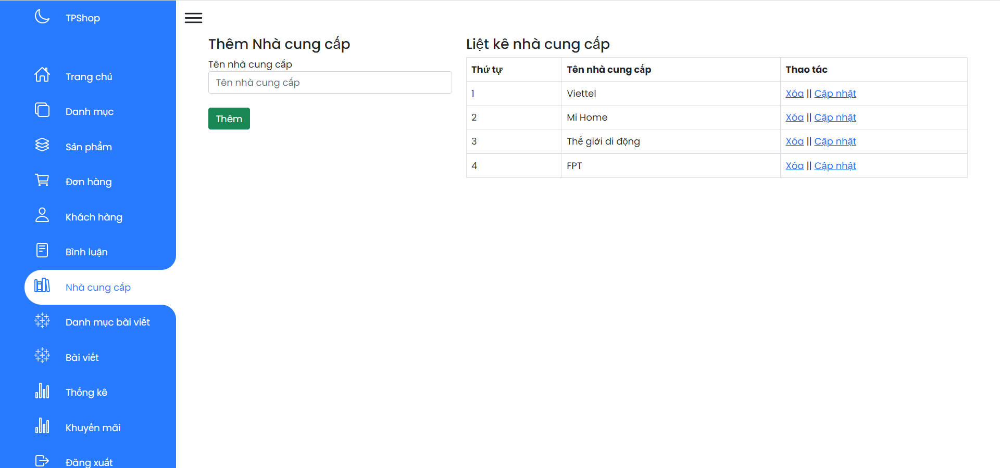 TPShop
Trang chủ
Danh mục
Sản phẩm
Đơn hàng
Khách hàng
Bình luận
Nhà cung cấp
Danh mục bài viết
Bài viết
Thống kê
Khuyến mãi
Đăng xuất
Thêm Nhà cung cấp
Tên nhà cung cấp
Tên nhà cung cấp
Thêm
Liệt kê nhà cung cấp
Thứ tự Tên nhà cung cấp Thao tác
1 Viettel Xóa || Cập nhật
2 Mi Home Xóa || Cập nhật
3 Thế giới di động Xóa || Cập nhật
4 FPT Xóa || Cập nhật